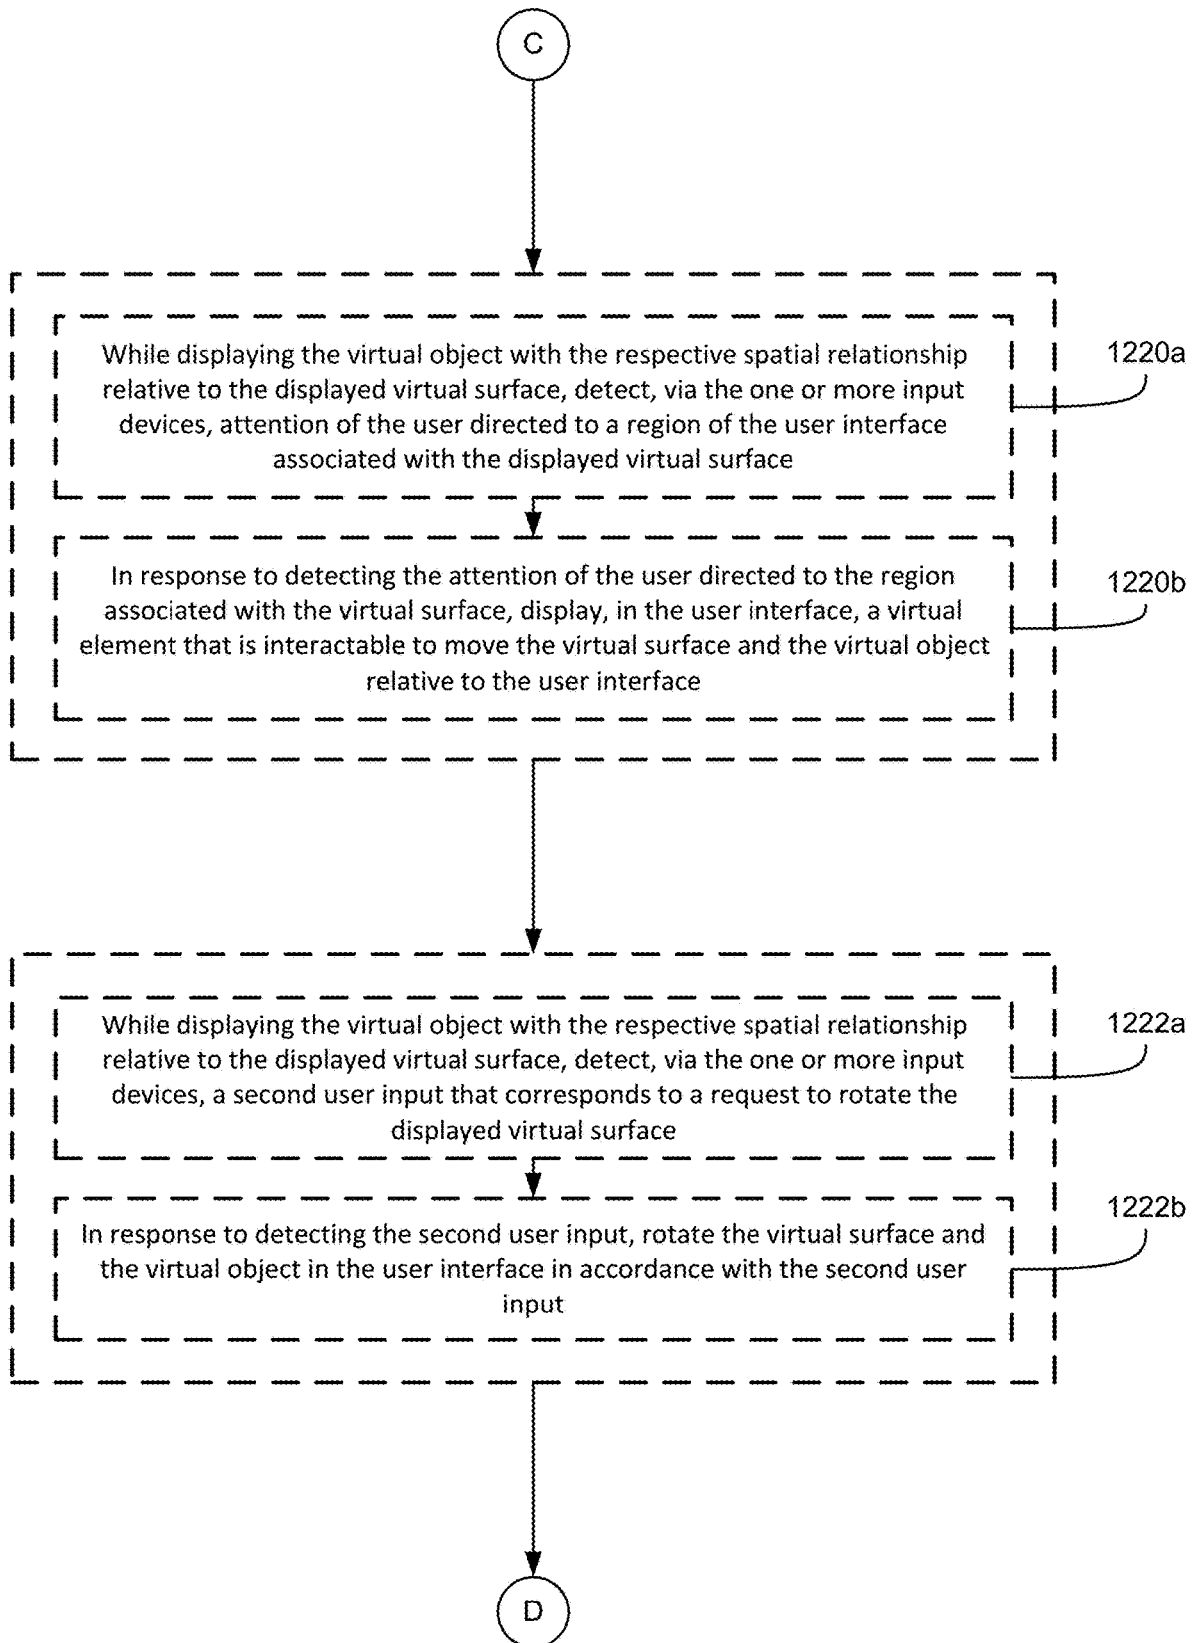 C
While displaying the virtual object with the respective spatial relationship
relative to the displayed virtual surface, detect, via the one or more input
devices, attention of the user directed to a region of the user interface
associated with the displayed virtual surface
1220a
In response to detecting the attention of the user directed to the region
associated with the virtual surface, display, in the user interface, a virtual
element that is interactable to move the virtual surface and the virtual object
relative to the user interface
1220b
While displaying the virtual object with the respective spatial relationship
relative to the displayed virtual surface, detect, via the one or more input
devices, a second user input that corresponds to a request to rotate the
displayed virtual surface
1222a
In response to detecting the second user input, rotate the virtual surface and
the virtual object in the user interface in accordance with the second user
input
1222b
D